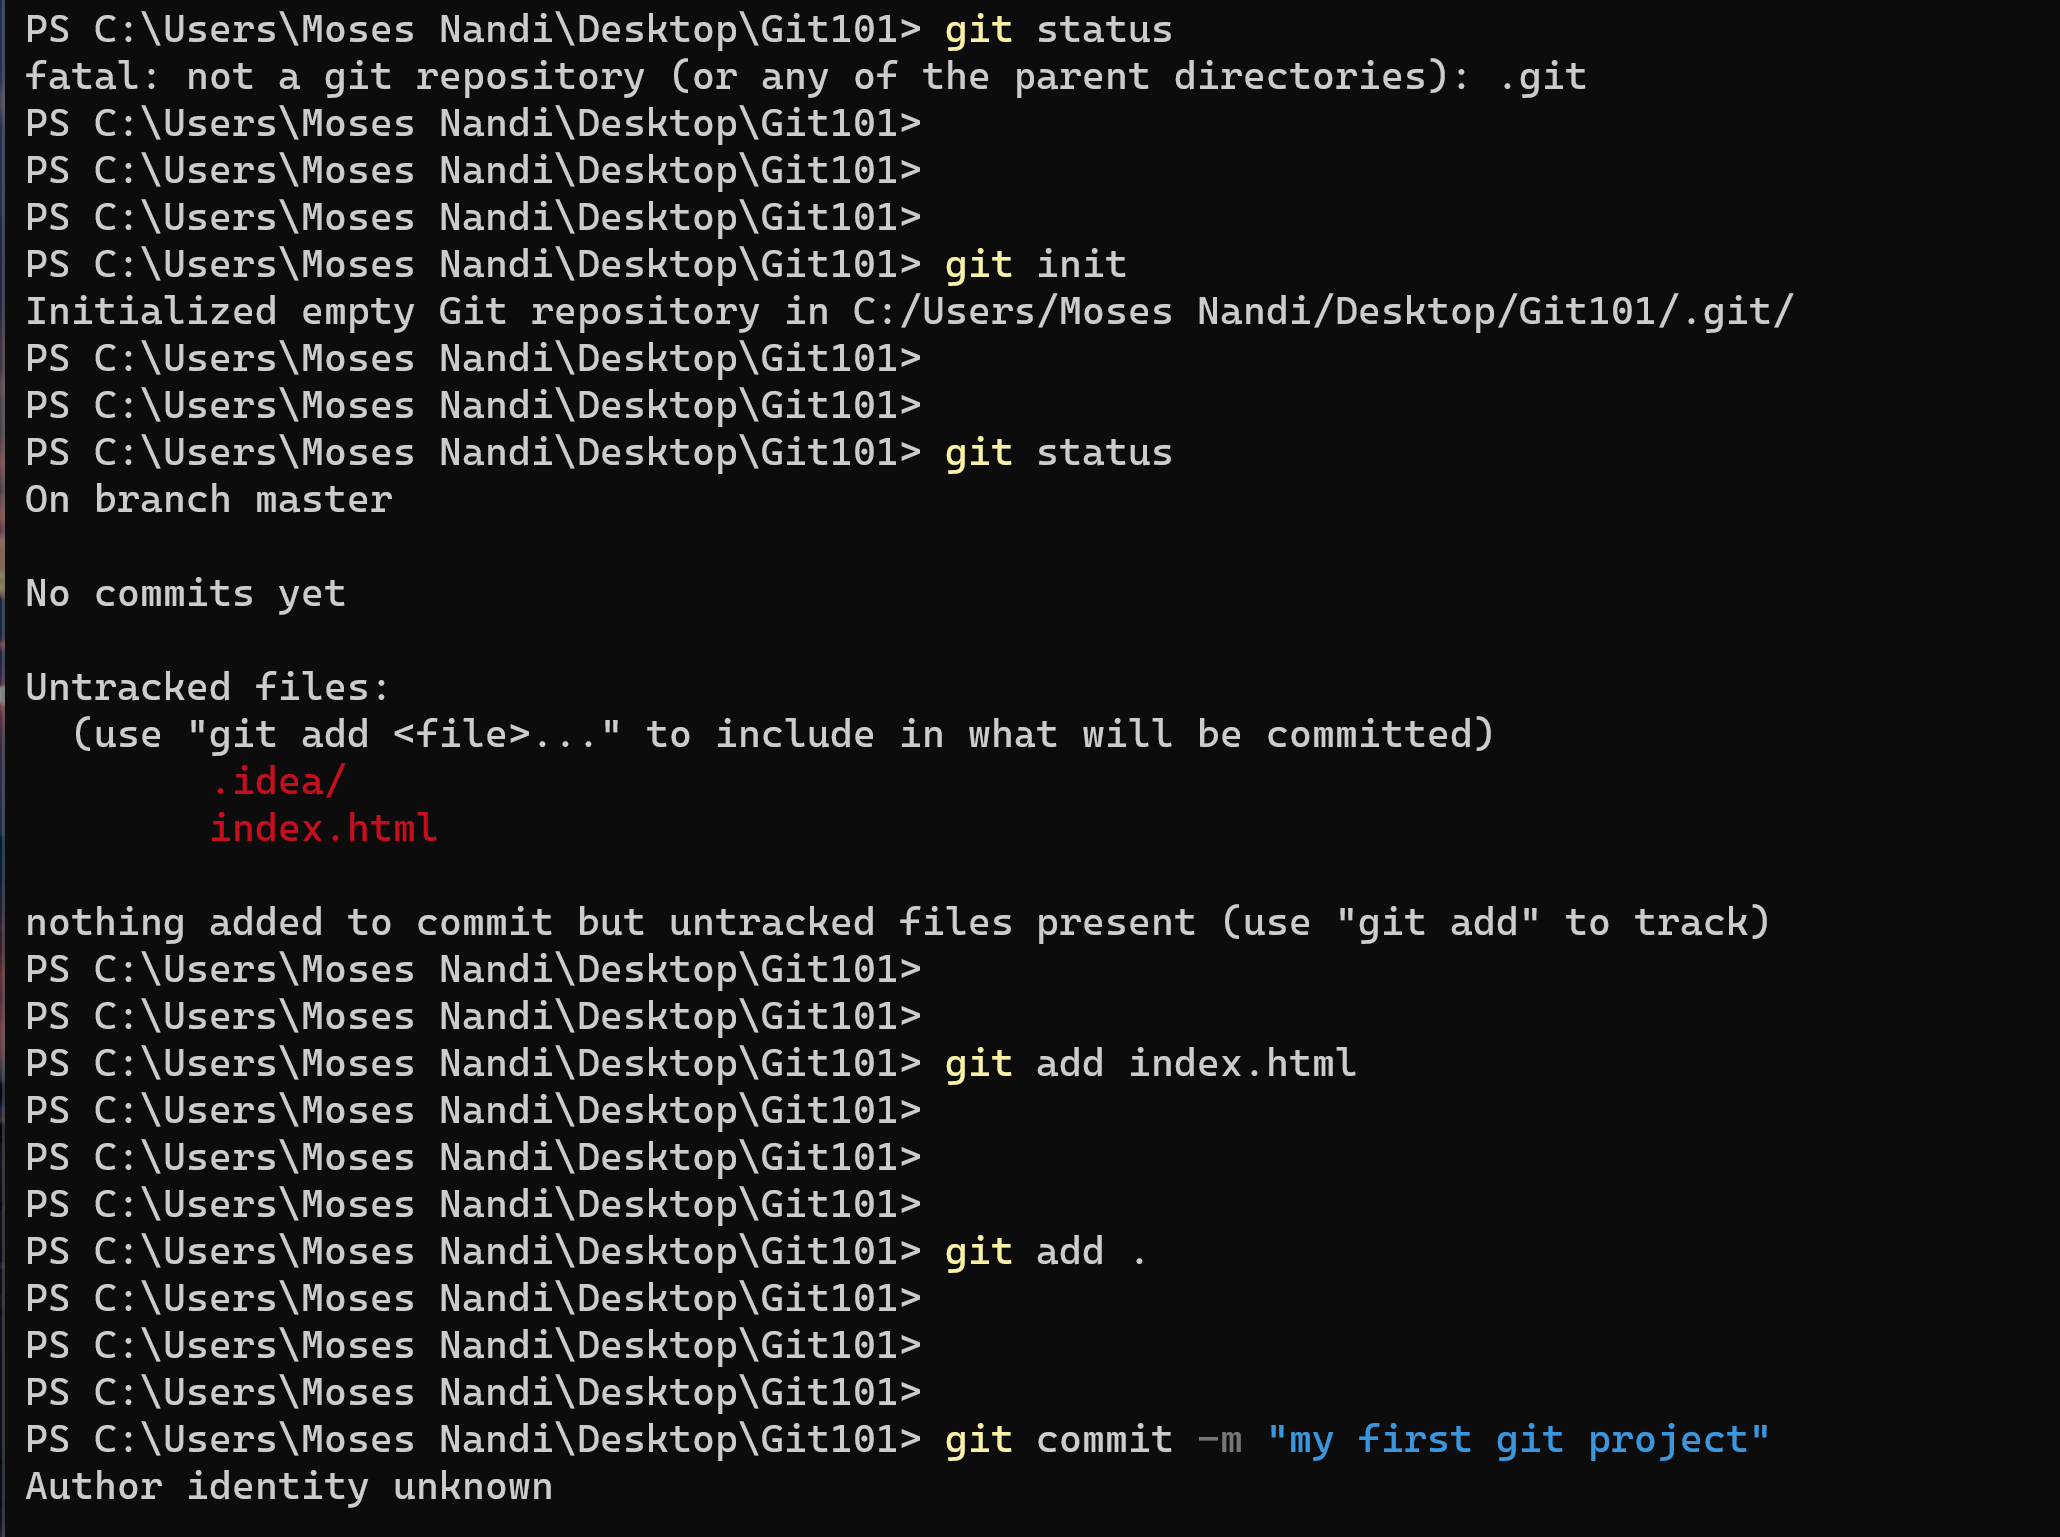 PS C:\Users\Moses Nandi\Desktop\Git101> git status
fatal: not a git repository (or any of the parent directories): .git
PS C:\Users\Moses Nandi\Desktop\Git101>
PS C:\Users\Moses Nandi\Desktop\Git101>
PS C:\Users\Moses Nandi\Desktop\Git101>
PS C:\Users\Moses Nandi\Desktop\Git101> git init
Initialized empty Git repository in C:/Users/Moses Nandi/Desktop/Git101/.git/
PS C:\Users\Moses Nandi\Desktop\Git101>
PS C:\Users\Moses Nandi\Desktop\Git101>
PS C:\Users\Moses Nandi\Desktop\Git101> git status
On branch master

No commits yet

Untracked files:
  (use "git add <file>..." to include in what will be committed)
        .idea/
        index.html

nothing added to commit but untracked files present (use "git add" to track)
PS C:\Users\Moses Nandi\Desktop\Git101>
PS C:\Users\Moses Nandi\Desktop\Git101>
PS C:\Users\Moses Nandi\Desktop\Git101> git add index.html
PS C:\Users\Moses Nandi\Desktop\Git101>
PS C:\Users\Moses Nandi\Desktop\Git101>
PS C:\Users\Moses Nandi\Desktop\Git101>
PS C:\Users\Moses Nandi\Desktop\Git101> git add .
PS C:\Users\Moses Nandi\Desktop\Git101>
PS C:\Users\Moses Nandi\Desktop\Git101>
PS C:\Users\Moses Nandi\Desktop\Git101>
PS C:\Users\Moses Nandi\Desktop\Git101> git commit -m "my first git project"
Author identity unknown